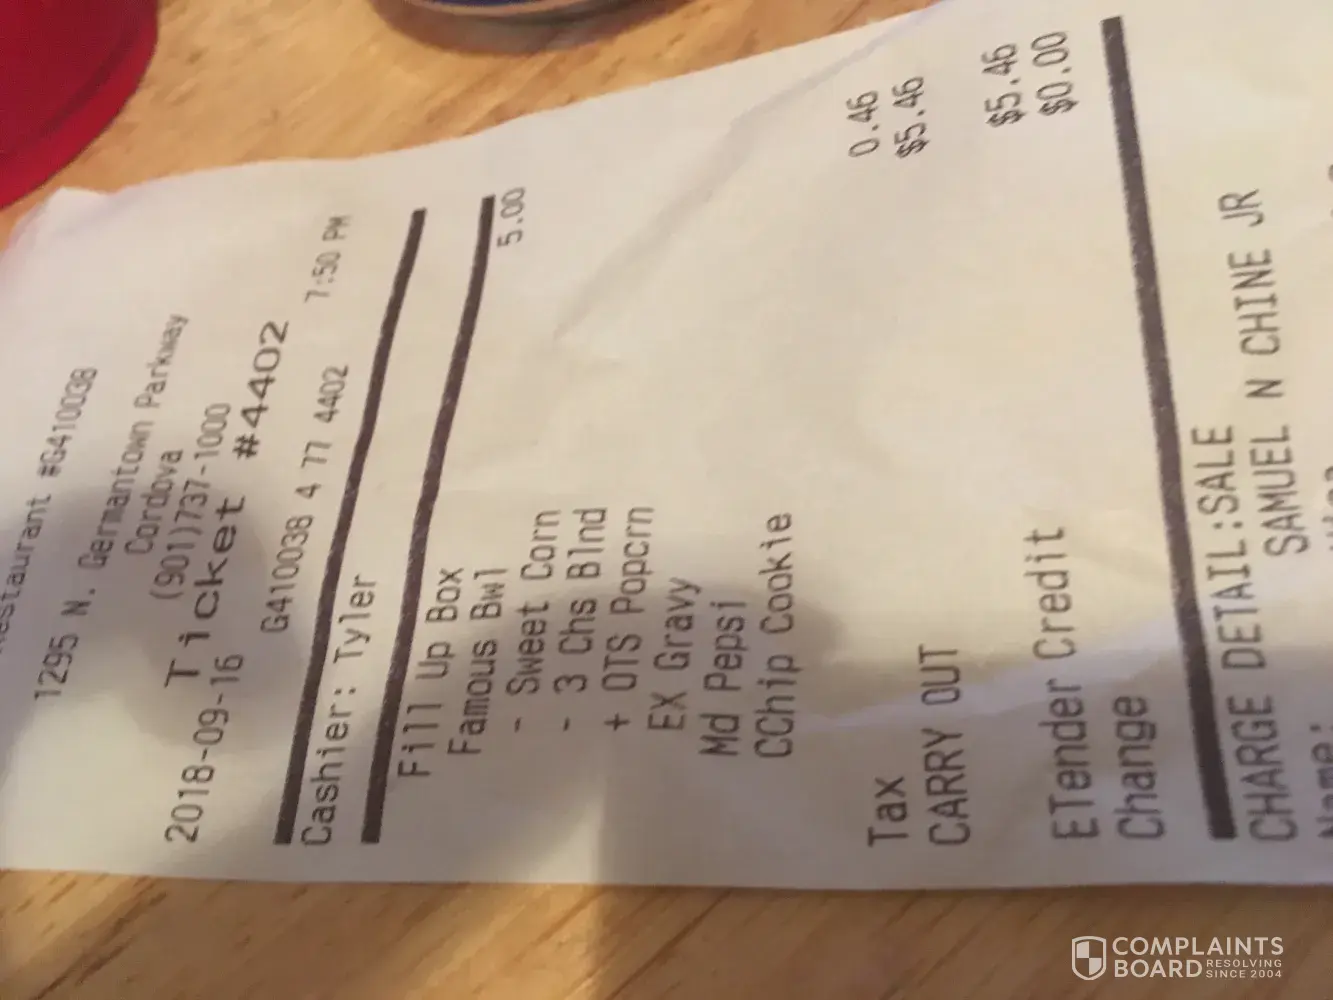 Restaurant #G410038
1295 N. Germantown Parkway
Cordova
(901)737-1000
Ticket #4402
2018-09-16 7:50 PM
G410038 4 77 4402
Cashier: Tyler
Fill Up Box 5.00
Famous Bwl
- Sweet Corn
- 3 Chs Blnd
+ OTS Popcrn
EX Gravy
Md Pepsi
CChip Cookie
Tax 0.46
CARRY OUT $5.46
ETender Credit $5.46
Change $0.00
CHARGE DETAIL:SALE
SAMUEL N CHINE JR
Name:
COMPLAINTS
BOARD RESOLVING
SINCE 2004